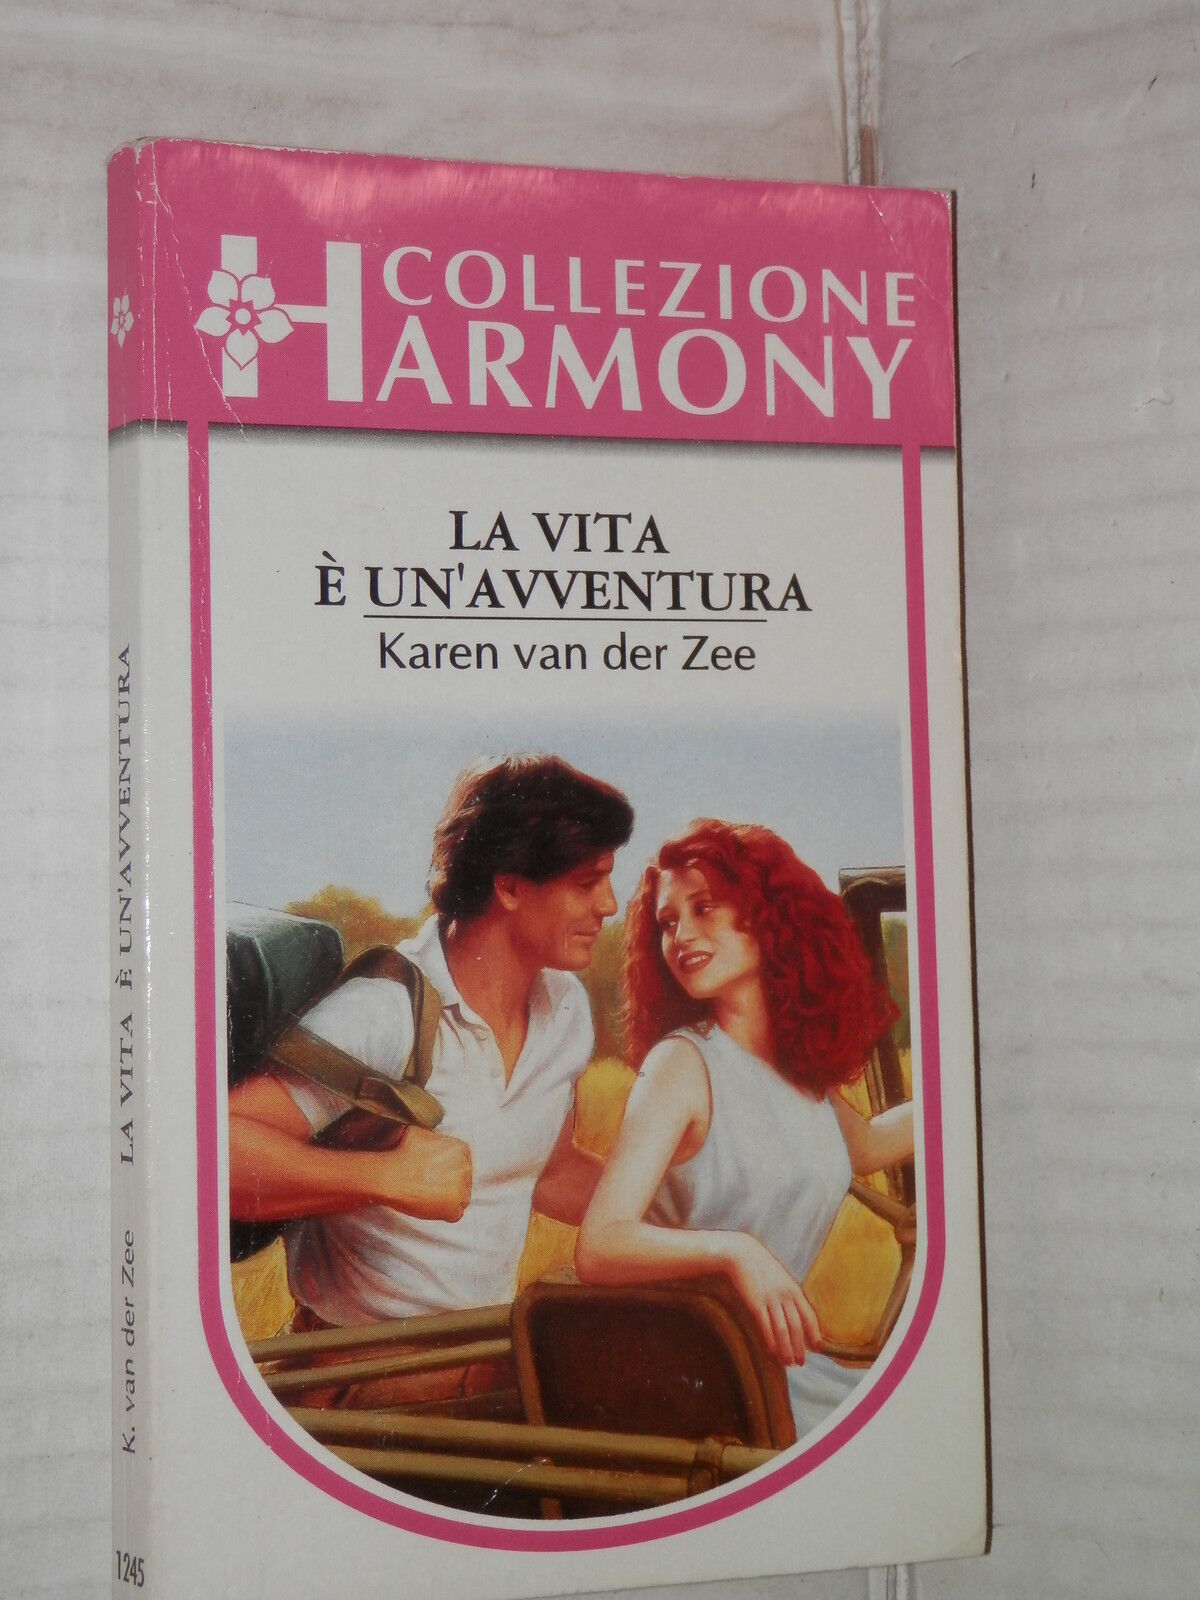 COLLEZIONE
HARMONY
LA VITA
È UN'AVVENTURA
Karen van der Zee
K. van der Zee LA VITA È UN'AVVENTURA
1245